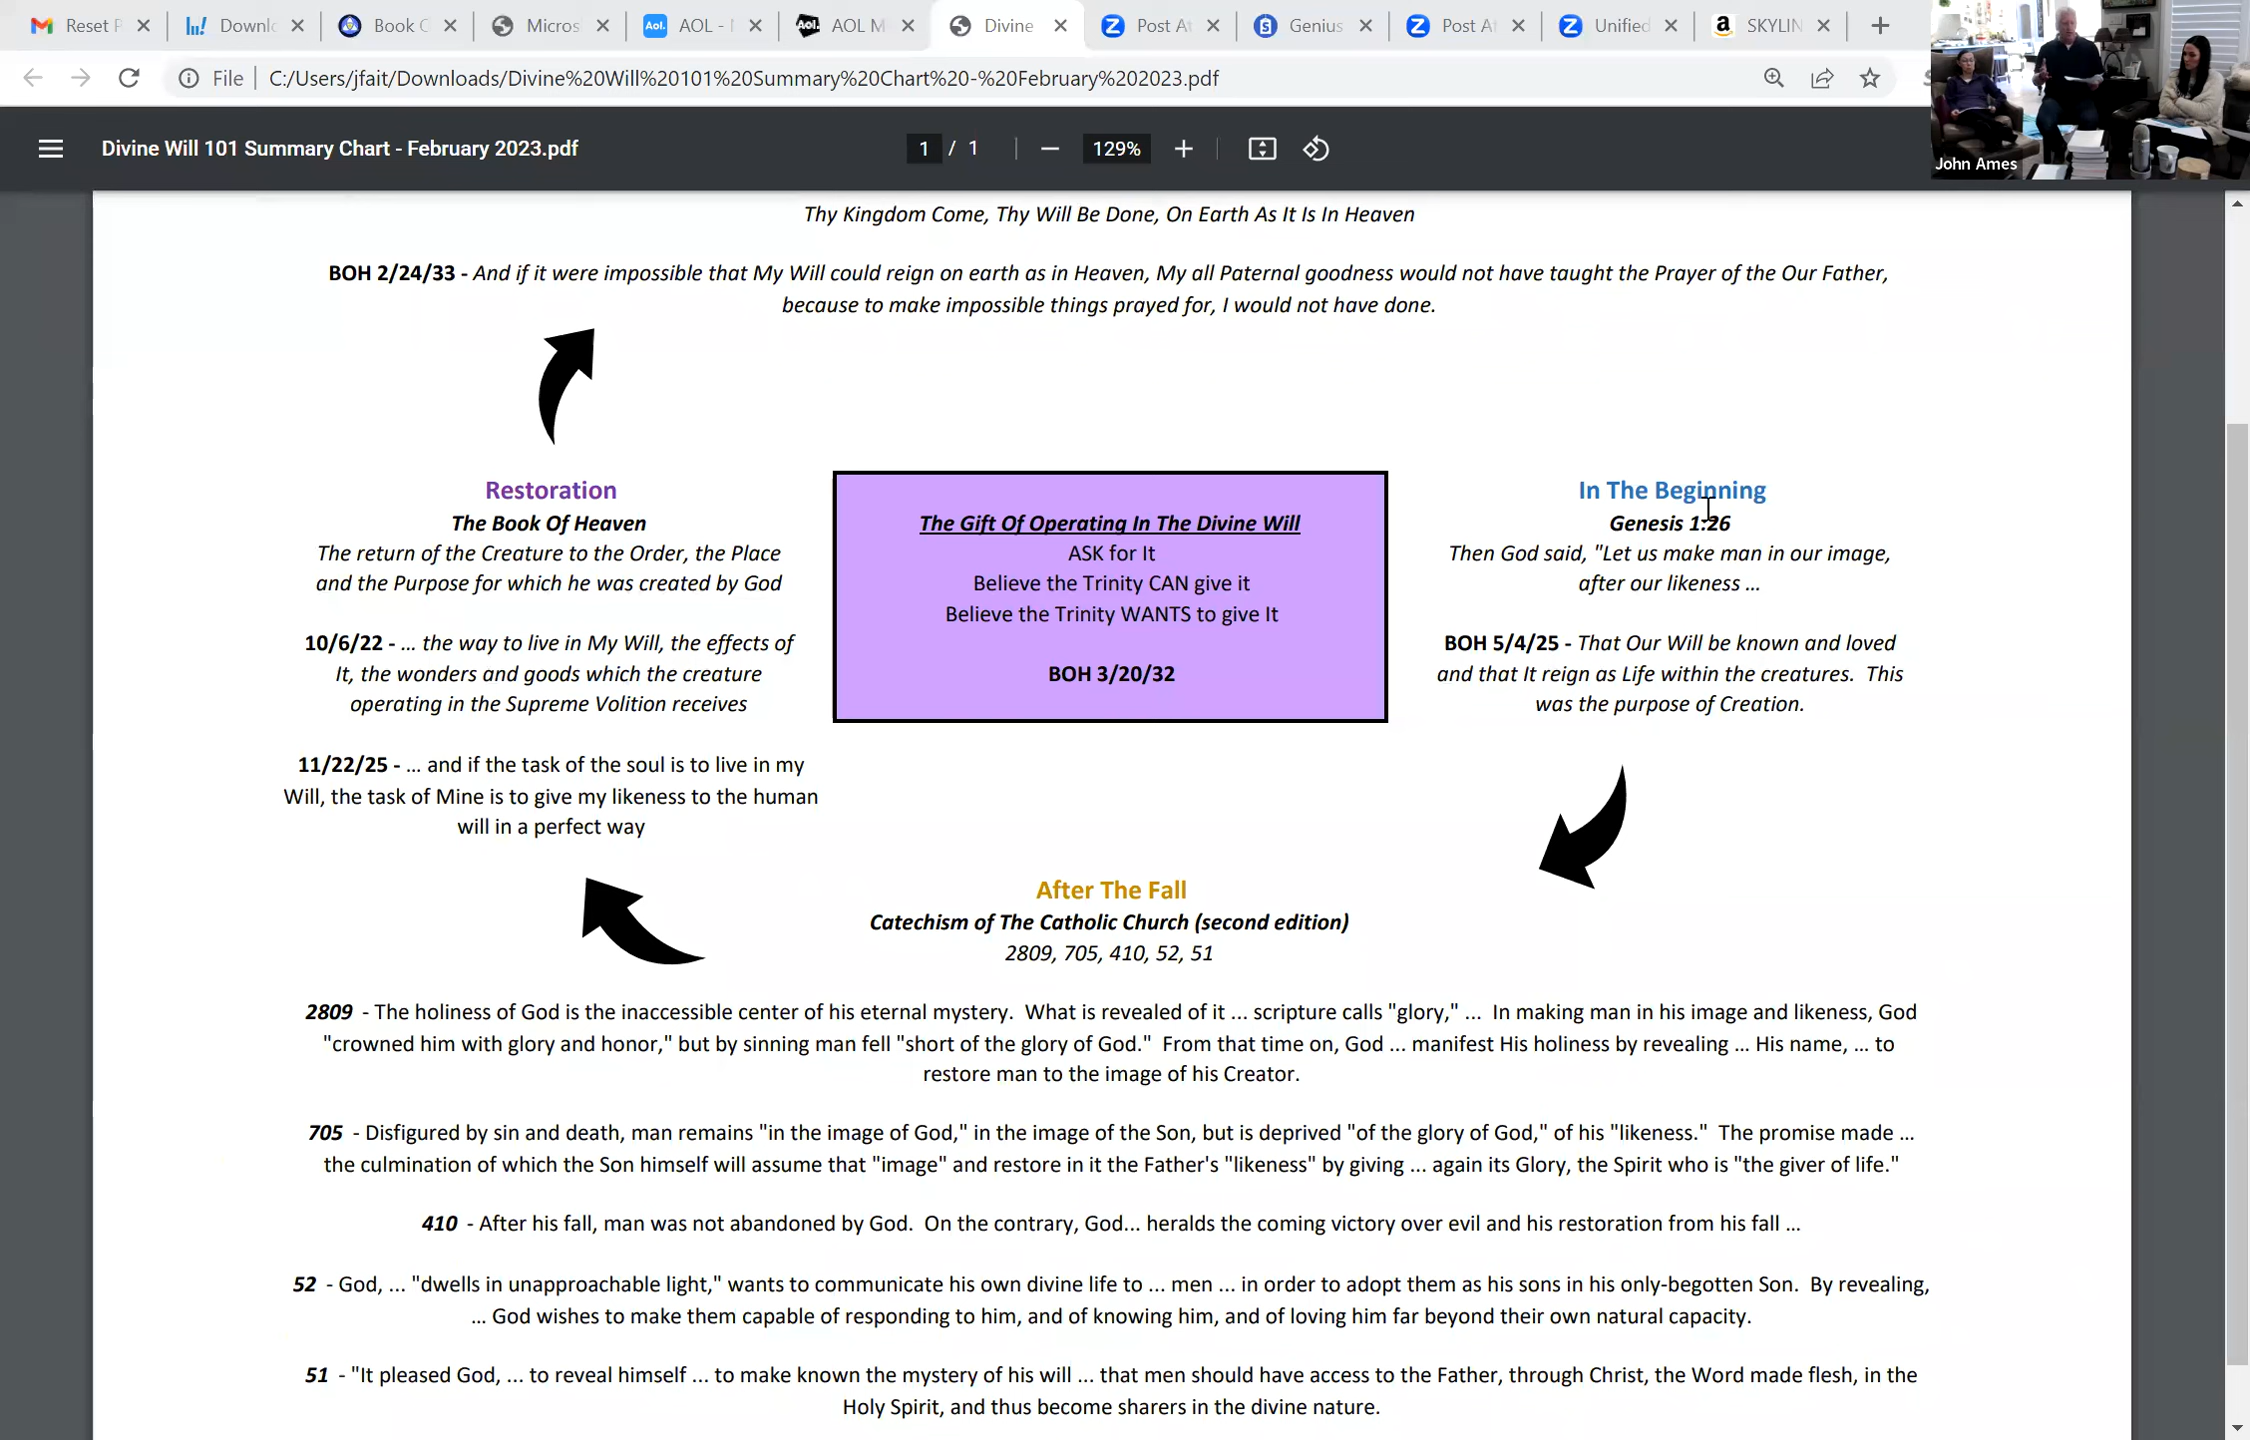 Reset P
Downlo
Book O
Micros
Aol.
AOL -
Aol.
AOL M
Divine
Post At
Genius
Post At
Unified
SKYLIN
File
C:/Users/jfait/Downloads/Divine%20Will%20101%20Summary%20Chart%20-%20February%202023.pdf
Divine Will 101 Summary Chart - February 2023.pdf
1 / 1
129%
John Ames
Thy Kingdom Come, Thy Will Be Done, On Earth As It Is In Heaven
BOH 2/24/33 - And if it were impossible that My Will could reign on earth as in Heaven, My all Paternal goodness would not have taught the Prayer of the Our Father,
because to make impossible things prayed for, I would not have done.
Restoration
The Book Of Heaven
The return of the Creature to the Order, the Place
and the Purpose for which he was created by God
10/6/22 - ... the way to live in My Will, the effects of
It, the wonders and goods which the creature
operating in the Supreme Volition receives
11/22/25 - ... and if the task of the soul is to live in my
Will, the task of Mine is to give my likeness to the human
will in a perfect way
The Gift Of Operating In The Divine Will
ASK for It
Believe the Trinity CAN give it
Believe the Trinity WANTS to give It
BOH 3/20/32
In The Beginning
Genesis 1:26
Then God said, "Let us make man in our image,
after our likeness ...
BOH 5/4/25 - That Our Will be known and loved
and that It reign as Life within the creatures. This
was the purpose of Creation.
After The Fall
Catechism of The Catholic Church (second edition)
2809, 705, 410, 52, 51
2809 - The holiness of God is the inaccessible center of his eternal mystery. What is revealed of it ... scripture calls "glory," ... In making man in his image and likeness, God
"crowned him with glory and honor," but by sinning man fell "short of the glory of God." From that time on, God ... manifest His holiness by revealing ... His name, ... to
restore man to the image of his Creator.
705 - Disfigured by sin and death, man remains "in the image of God," in the image of the Son, but is deprived "of the glory of God," of his "likeness." The promise made ...
the culmination of which the Son himself will assume that "image" and restore in it the Father's "likeness" by giving ... again its Glory, the Spirit who is "the giver of life."
410 - After his fall, man was not abandoned by God. On the contrary, God... heralds the coming victory over evil and his restoration from his fall ...
52 - God, ... "dwells in unapproachable light," wants to communicate his own divine life to ... men ... in order to adopt them as his sons in his only-begotten Son. By revealing,
... God wishes to make them capable of responding to him, and of knowing him, and of loving him far beyond their own natural capacity.
51 - "It pleased God, ... to reveal himself ... to make known the mystery of his will ... that men should have access to the Father, through Christ, the Word made flesh, in the
Holy Spirit, and thus become sharers in the divine nature.